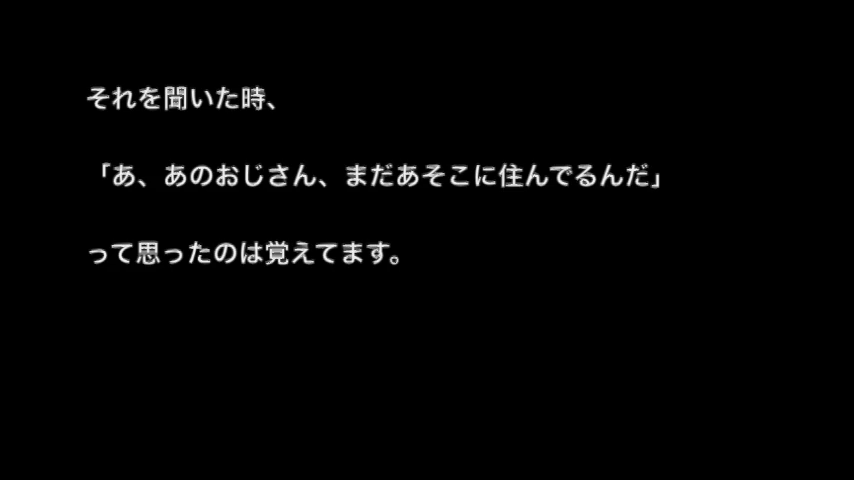 それを聞いた時、
「あ、あのおじさん、まだあそこに住んでるんだ」
って思ったのは覚えてます。